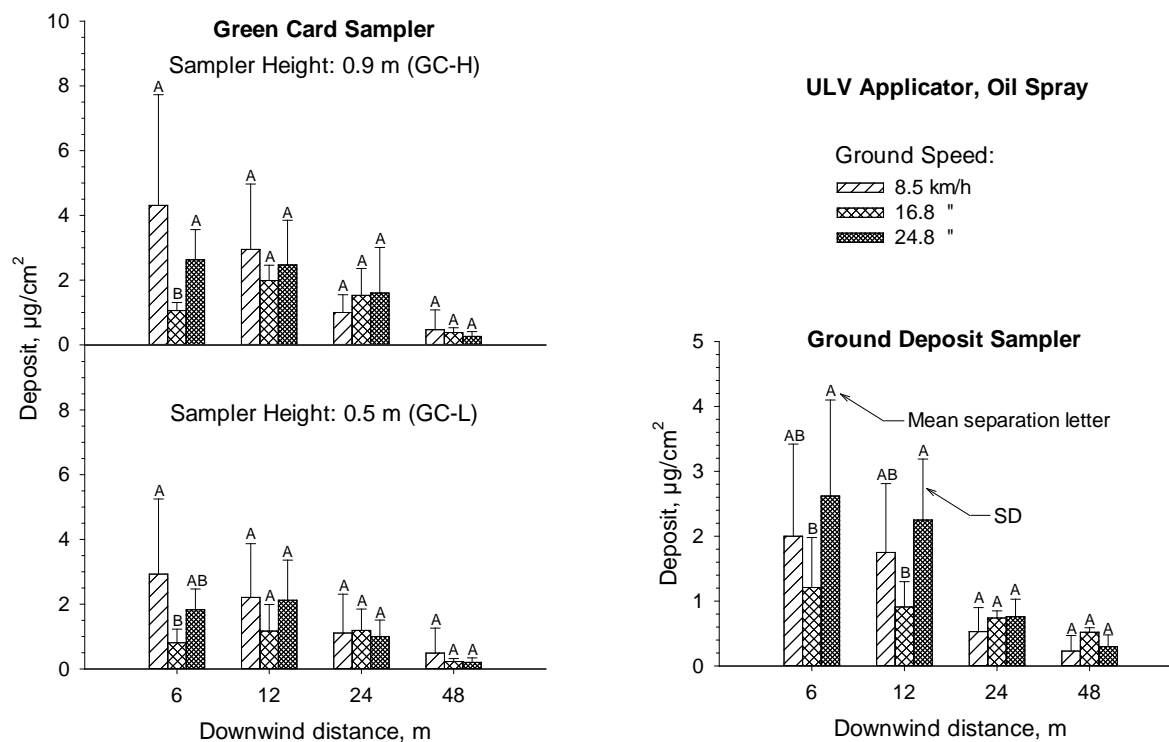 Green Card Sampler
Sampler Height: 0.9 m (GC-H)
10
8
6
4
2
0
A
B
A
A
A
A
A
A
A
A
A
A
Deposit, µg/cm²
Sampler Height: 0.5 m (GC-L)
8
6
4
2
0
A
B
AB
A
A
A
A
A
A
A
A
A
6 12 24 48
Downwind distance, m
ULV Applicator, Oil Spray
Ground Speed:
8.5 km/h
16.8 "
24.8 "
Ground Deposit Sampler
5
4
3
2
1
0
Deposit, µg/cm²
AB
B
A
AB
B
A
A
A
A
A
A
A
Mean separation letter
SD
6 12 24 48
Downwind distance, m